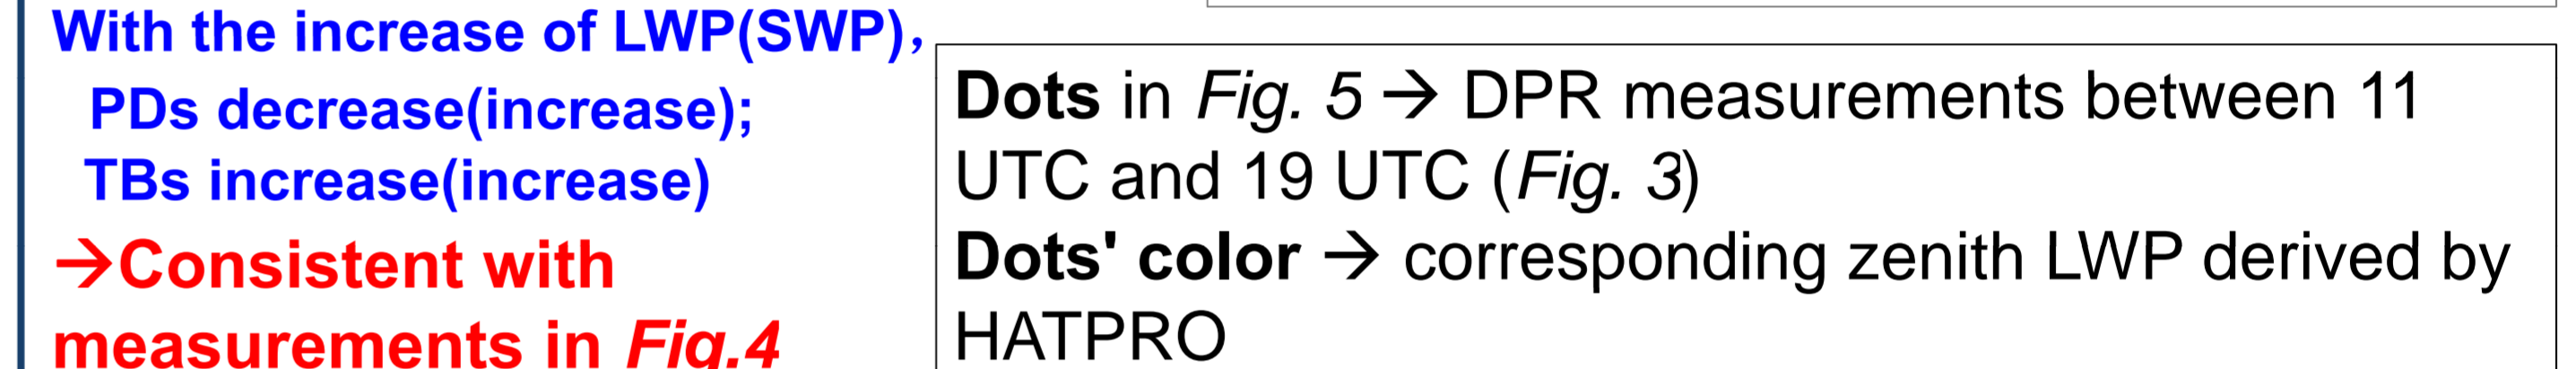 With the increase of LWP(SWP),
PDs decrease(increase);
TBs increase(increase)
→Consistent with
measurements in Fig.4
Dots in Fig. 5 → DPR measurements between 11
UTC and 19 UTC (Fig. 3)
Dots' color → corresponding zenith LWP derived by
HATPRO